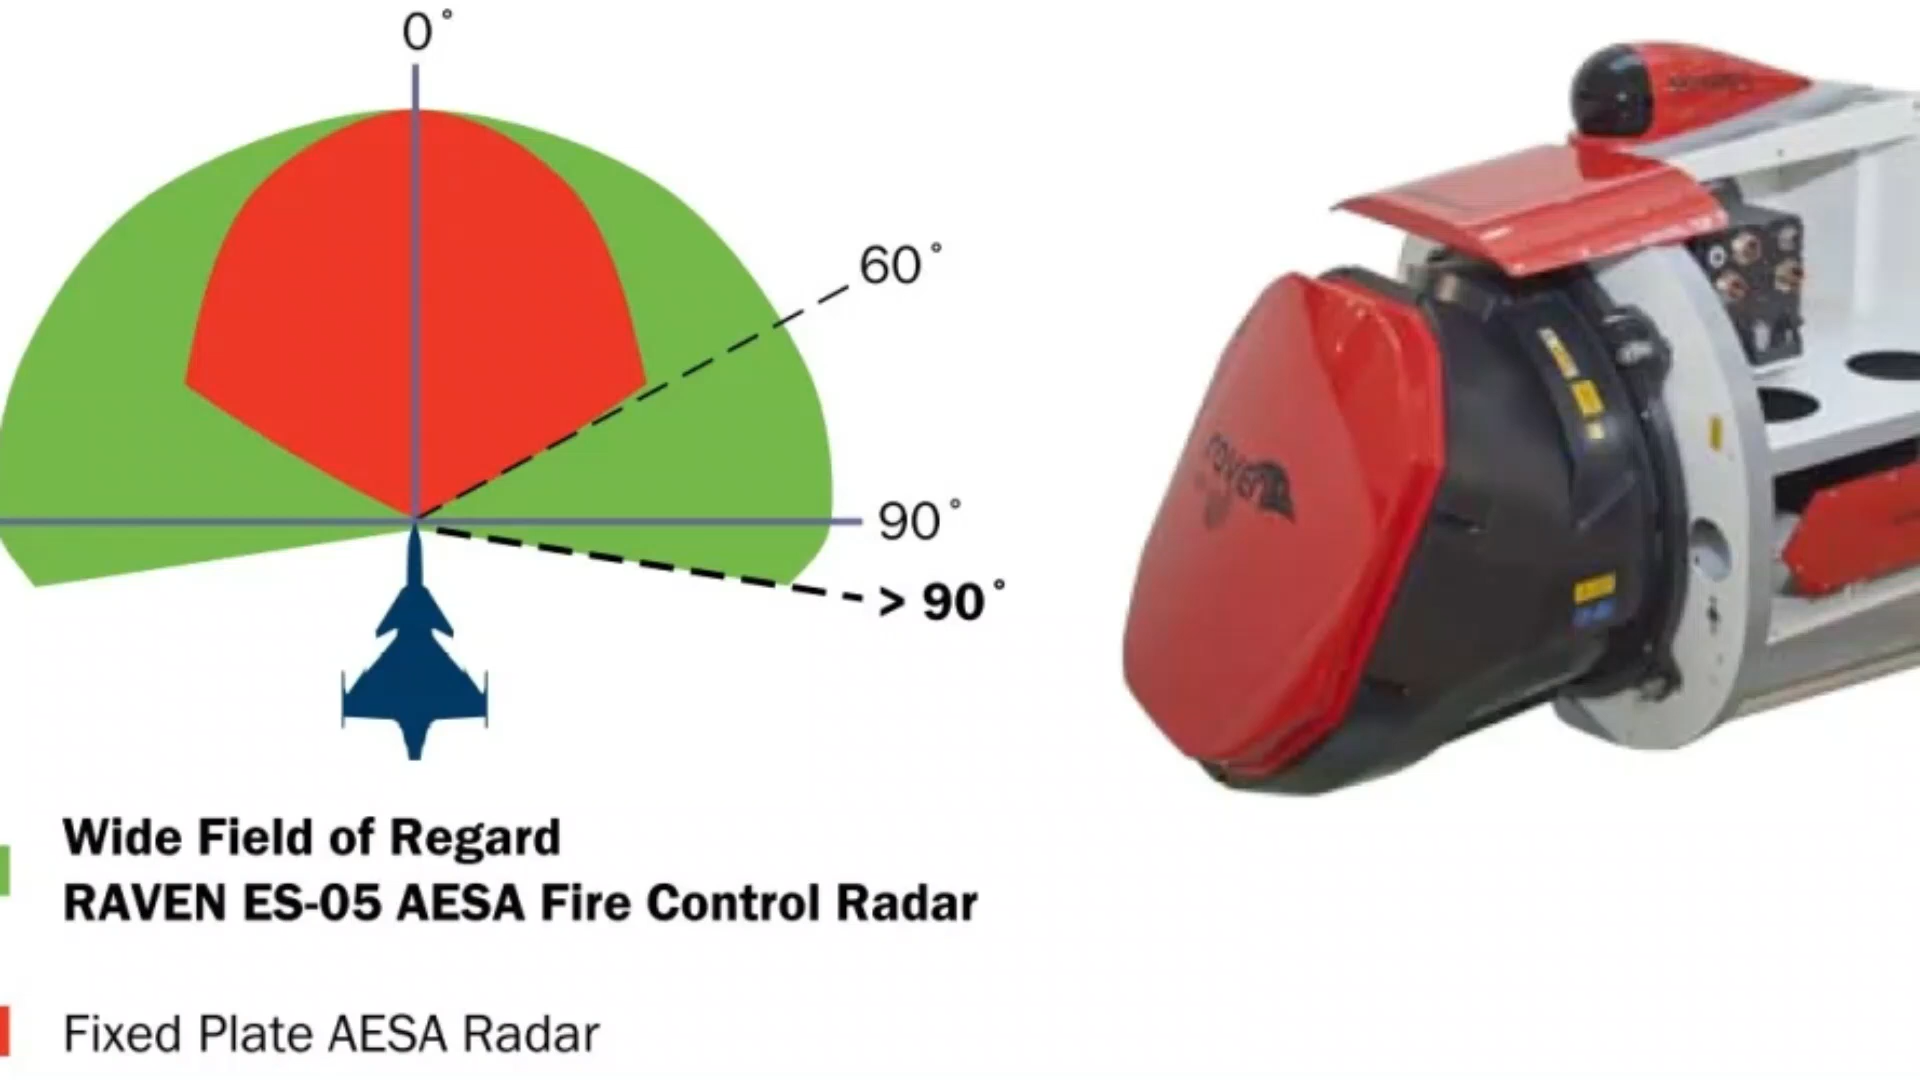 0°
60°
90°
> 90°
Wide Field of Regard
RAVEN ES-05 AESA Fire Control Radar
Fixed Plate AESA Radar
raven